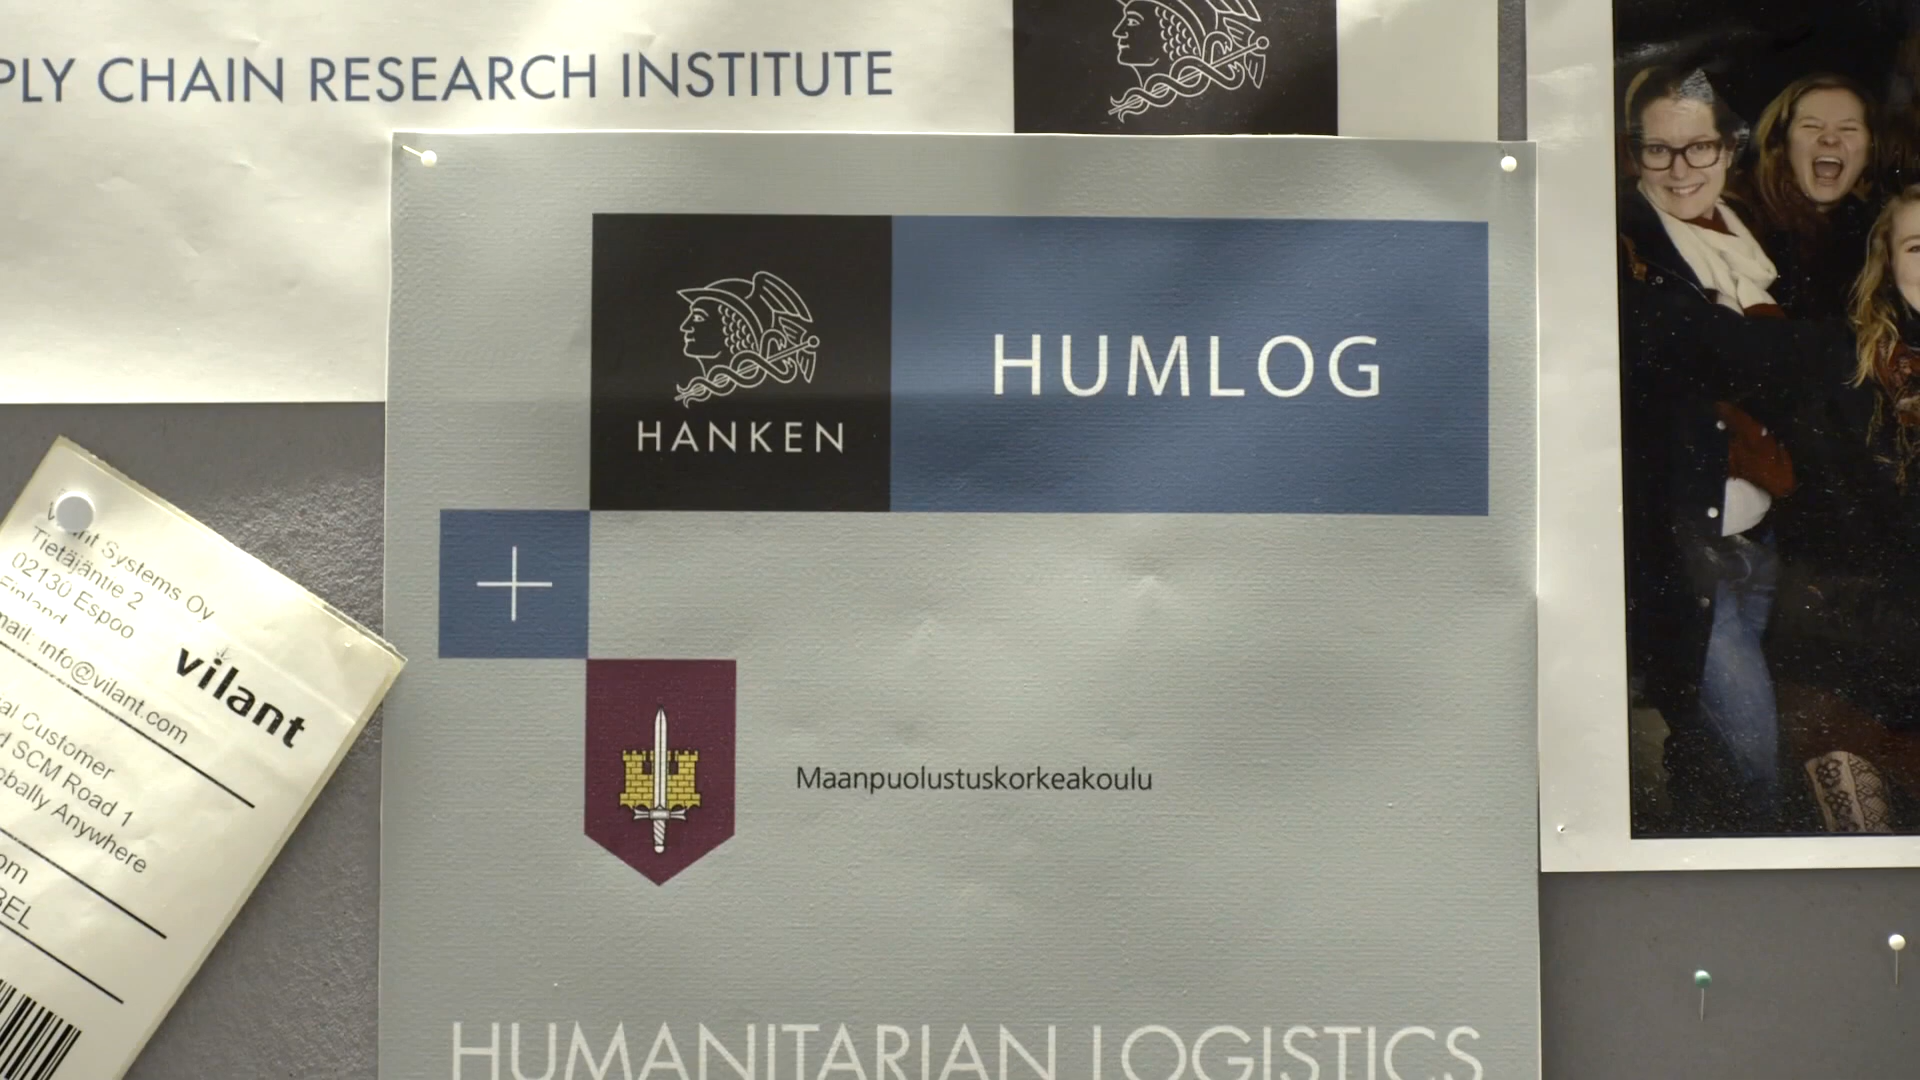 PLY CHAIN RESEARCH INSTITUTE
HANKEN
HUMLOG
Maanpuolustuskorkeakoulu
HUMANITARIAN LOGISTICS
Systems Oy
Tietäjäntie 2
02130 Espoo
Finland
info@vilant.com
vilant
Customer
SCM Road 1
Anywhere